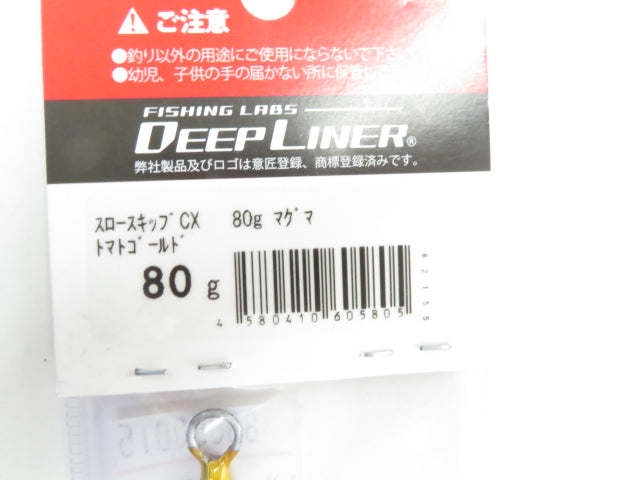 ご注意
●釣り以外の用途にご使用にならないで下さい
●幼児、子供の手の届かない所に保管して
FISHING LABS
DEEP LINER®
弊社製品及びロゴは意匠登録、商標登録済みです。
スロースキップCX 80g マグマ
トマトゴールド
80 g
4 580410 605805
62155